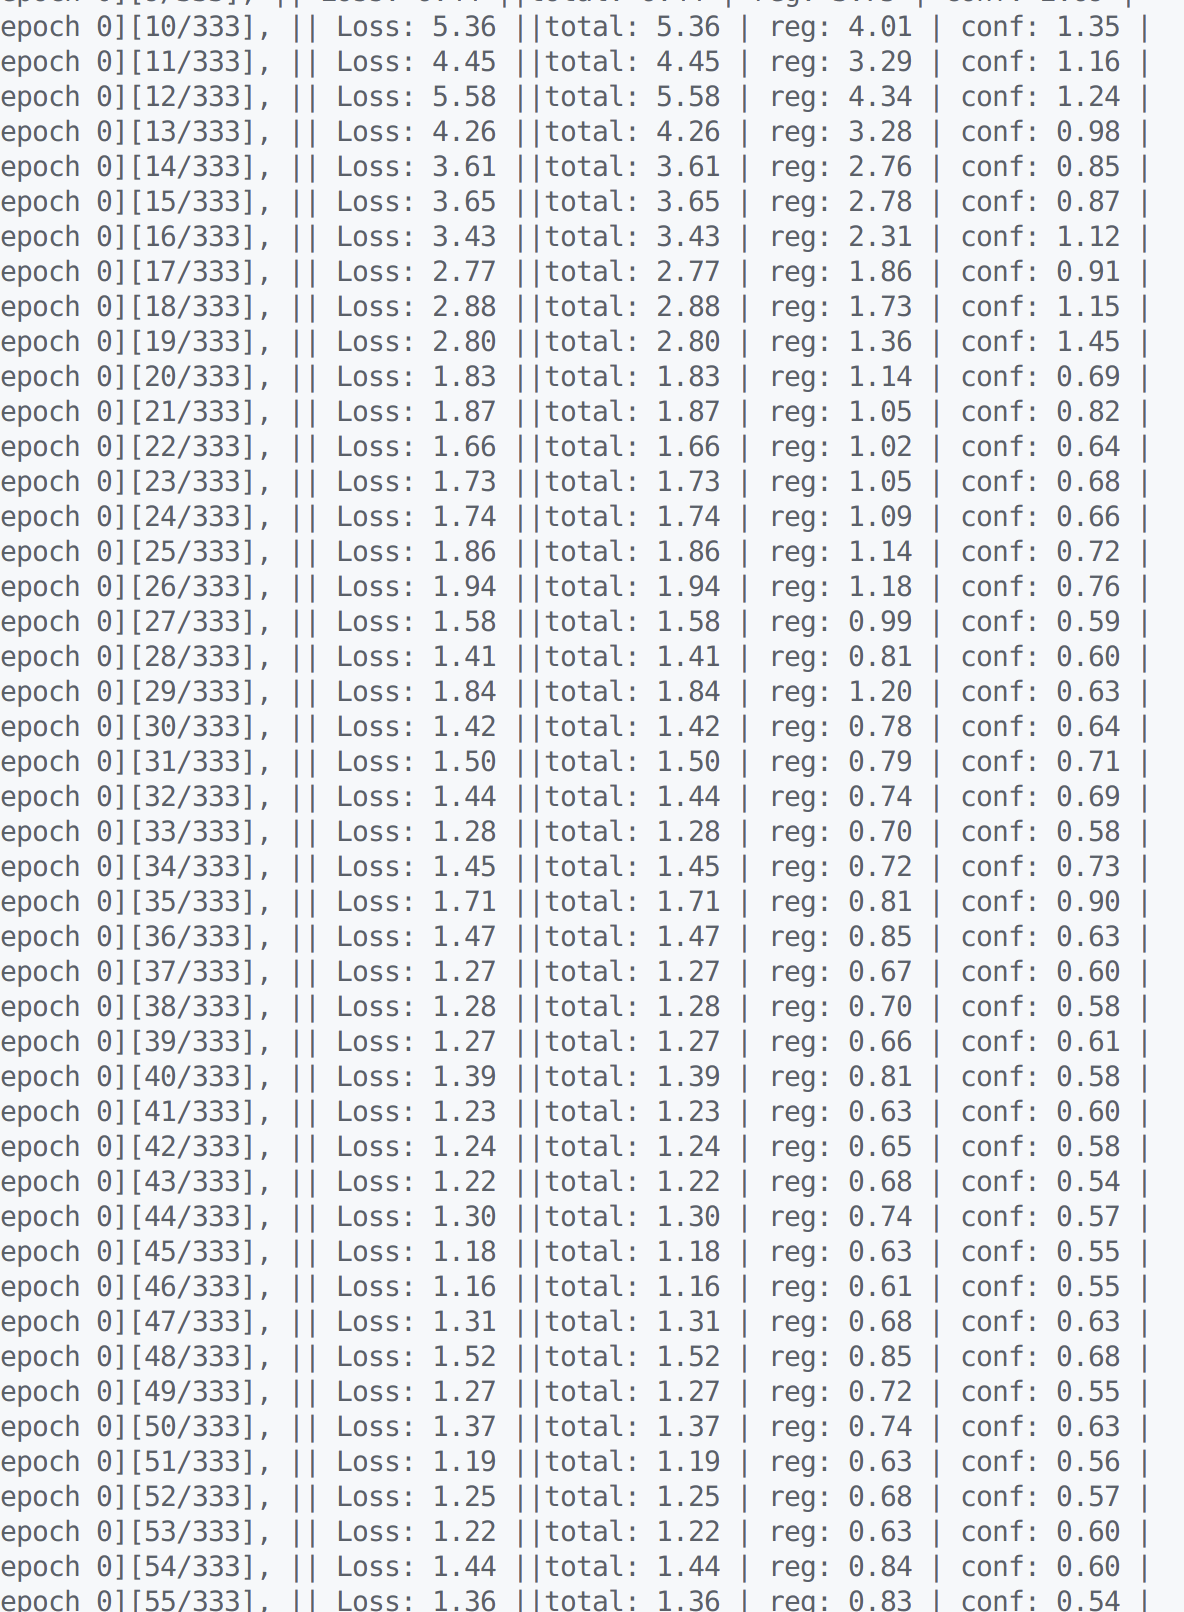 epoch 0][10/333], || Loss: 5.36 ||total: 5.36 | reg: 4.01 | conf: 1.35 |
epoch 0][11/333], || Loss: 4.45 ||total: 4.45 | reg: 3.29 | conf: 1.16 |
epoch 0][12/333], || Loss: 5.58 ||total: 5.58 | reg: 4.34 | conf: 1.24 |
epoch 0][13/333], || Loss: 4.26 ||total: 4.26 | reg: 3.28 | conf: 0.98 |
epoch 0][14/333], || Loss: 3.61 ||total: 3.61 | reg: 2.76 | conf: 0.85 |
epoch 0][15/333], || Loss: 3.65 ||total: 3.65 | reg: 2.78 | conf: 0.87 |
epoch 0][16/333], || Loss: 3.43 ||total: 3.43 | reg: 2.31 | conf: 1.12 |
epoch 0][17/333], || Loss: 2.77 ||total: 2.77 | reg: 1.86 | conf: 0.91 |
epoch 0][18/333], || Loss: 2.88 ||total: 2.88 | reg: 1.73 | conf: 1.15 |
epoch 0][19/333], || Loss: 2.80 ||total: 2.80 | reg: 1.36 | conf: 1.45 |
epoch 0][20/333], || Loss: 1.83 ||total: 1.83 | reg: 1.14 | conf: 0.69 |
epoch 0][21/333], || Loss: 1.87 ||total: 1.87 | reg: 1.05 | conf: 0.82 |
epoch 0][22/333], || Loss: 1.66 ||total: 1.66 | reg: 1.02 | conf: 0.64 |
epoch 0][23/333], || Loss: 1.73 ||total: 1.73 | reg: 1.05 | conf: 0.68 |
epoch 0][24/333], || Loss: 1.74 ||total: 1.74 | reg: 1.09 | conf: 0.66 |
epoch 0][25/333], || Loss: 1.86 ||total: 1.86 | reg: 1.14 | conf: 0.72 |
epoch 0][26/333], || Loss: 1.94 ||total: 1.94 | reg: 1.18 | conf: 0.76 |
epoch 0][27/333], || Loss: 1.58 ||total: 1.58 | reg: 0.99 | conf: 0.59 |
epoch 0][28/333], || Loss: 1.41 ||total: 1.41 | reg: 0.81 | conf: 0.60 |
epoch 0][29/333], || Loss: 1.84 ||total: 1.84 | reg: 1.20 | conf: 0.63 |
epoch 0][30/333], || Loss: 1.42 ||total: 1.42 | reg: 0.78 | conf: 0.64 |
epoch 0][31/333], || Loss: 1.50 ||total: 1.50 | reg: 0.79 | conf: 0.71 |
epoch 0][32/333], || Loss: 1.44 ||total: 1.44 | reg: 0.74 | conf: 0.69 |
epoch 0][33/333], || Loss: 1.28 ||total: 1.28 | reg: 0.70 | conf: 0.58 |
epoch 0][34/333], || Loss: 1.45 ||total: 1.45 | reg: 0.72 | conf: 0.73 |
epoch 0][35/333], || Loss: 1.71 ||total: 1.71 | reg: 0.81 | conf: 0.90 |
epoch 0][36/333], || Loss: 1.47 ||total: 1.47 | reg: 0.85 | conf: 0.63 |
epoch 0][37/333], || Loss: 1.27 ||total: 1.27 | reg: 0.67 | conf: 0.60 |
epoch 0][38/333], || Loss: 1.28 ||total: 1.28 | reg: 0.70 | conf: 0.58 |
epoch 0][39/333], || Loss: 1.27 ||total: 1.27 | reg: 0.66 | conf: 0.61 |
epoch 0][40/333], || Loss: 1.39 ||total: 1.39 | reg: 0.81 | conf: 0.58 |
epoch 0][41/333], || Loss: 1.23 ||total: 1.23 | reg: 0.63 | conf: 0.60 |
epoch 0][42/333], || Loss: 1.24 ||total: 1.24 | reg: 0.65 | conf: 0.58 |
epoch 0][43/333], || Loss: 1.22 ||total: 1.22 | reg: 0.68 | conf: 0.54 |
epoch 0][44/333], || Loss: 1.30 ||total: 1.30 | reg: 0.74 | conf: 0.57 |
epoch 0][45/333], || Loss: 1.18 ||total: 1.18 | reg: 0.63 | conf: 0.55 |
epoch 0][46/333], || Loss: 1.16 ||total: 1.16 | reg: 0.61 | conf: 0.55 |
epoch 0][47/333], || Loss: 1.31 ||total: 1.31 | reg: 0.68 | conf: 0.63 |
epoch 0][48/333], || Loss: 1.52 ||total: 1.52 | reg: 0.85 | conf: 0.68 |
epoch 0][49/333], || Loss: 1.27 ||total: 1.27 | reg: 0.72 | conf: 0.55 |
epoch 0][50/333], || Loss: 1.37 ||total: 1.37 | reg: 0.74 | conf: 0.63 |
epoch 0][51/333], || Loss: 1.19 ||total: 1.19 | reg: 0.63 | conf: 0.56 |
epoch 0][52/333], || Loss: 1.25 ||total: 1.25 | reg: 0.68 | conf: 0.57 |
epoch 0][53/333], || Loss: 1.22 ||total: 1.22 | reg: 0.63 | conf: 0.60 |
epoch 0][54/333], || Loss: 1.44 ||total: 1.44 | reg: 0.84 | conf: 0.60 |
epoch 0][55/333], || Loss: 1.36 ||total: 1.36 | reg: 0.83 | conf: 0.54 |